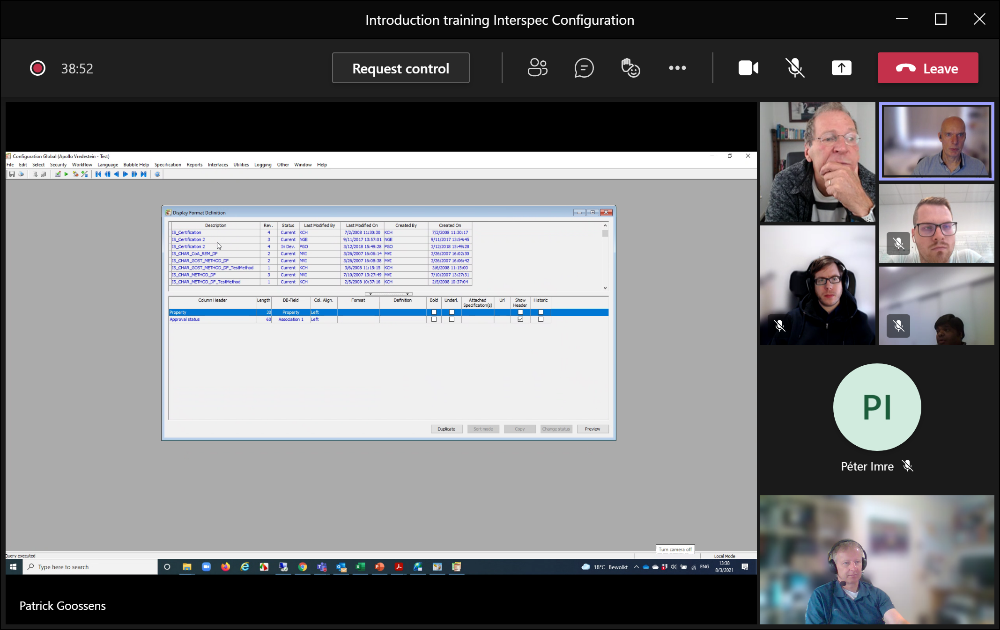 Introduction training Interspec Configuration
38:52
Request control
Leave
Configuration Global (Apollo Vredestein - Test)
File Edit Select Security Workflow Language Bubble Help Specification Reports Interfaces Utilities Logging Other Window Help
Display Format Definition
Description Rev. Status Last Modified By Last Modified On Created By Created On
IS_Certification 4 Current KCH 7/2/2008 11:30:30 KCH 7/2/2008 11:30:17
IS_Certification 2 3 Current NGE 9/11/2017 13:57:01 NGE 9/11/2017 13:54:45
IS_Certification 2 4 In Dev. PGO 3/12/2018 15:49:28 PGO 3/12/2018 15:49:28
IS_CHAR_CoA_REM_DF 2 Current MVI 3/26/2007 16:06:14 MVI 3/26/2007 16:02:30
IS_CHAR_GOST_METHOD_DF 2 Current MVI 3/26/2007 16:08:38 MVI 3/26/2007 16:06:42
IS_CHAR_GOST_METHOD_DF_TestMethod 1 Current KCH 3/6/2008 11:15:15 KCH 3/6/2008 11:15:00
IS_CHAR_METHOD_DF 3 Current MVI 7/10/2007 13:27:49 MVI 7/10/2007 13:27:31
IS_CHAR_METHOD_DF_TestMethod 1 Current KCH 2/5/2008 10:37:16 KCH 2/5/2008 10:37:04
Column Header Length DB-Field Col. Align. Format Definition Bold Underl. Attached Specification(s) Url Show Header Historic
Property 30 Property Left
Approval status 60 Association 1 Left
Duplicate Sort mode Copy Change status Preview
PI
Péter Imre
Turn camera off
Query executed
Local Mode
Type here to search
18°C Bewolkt
ENG
13:38
8/3/2021
Patrick Goossens